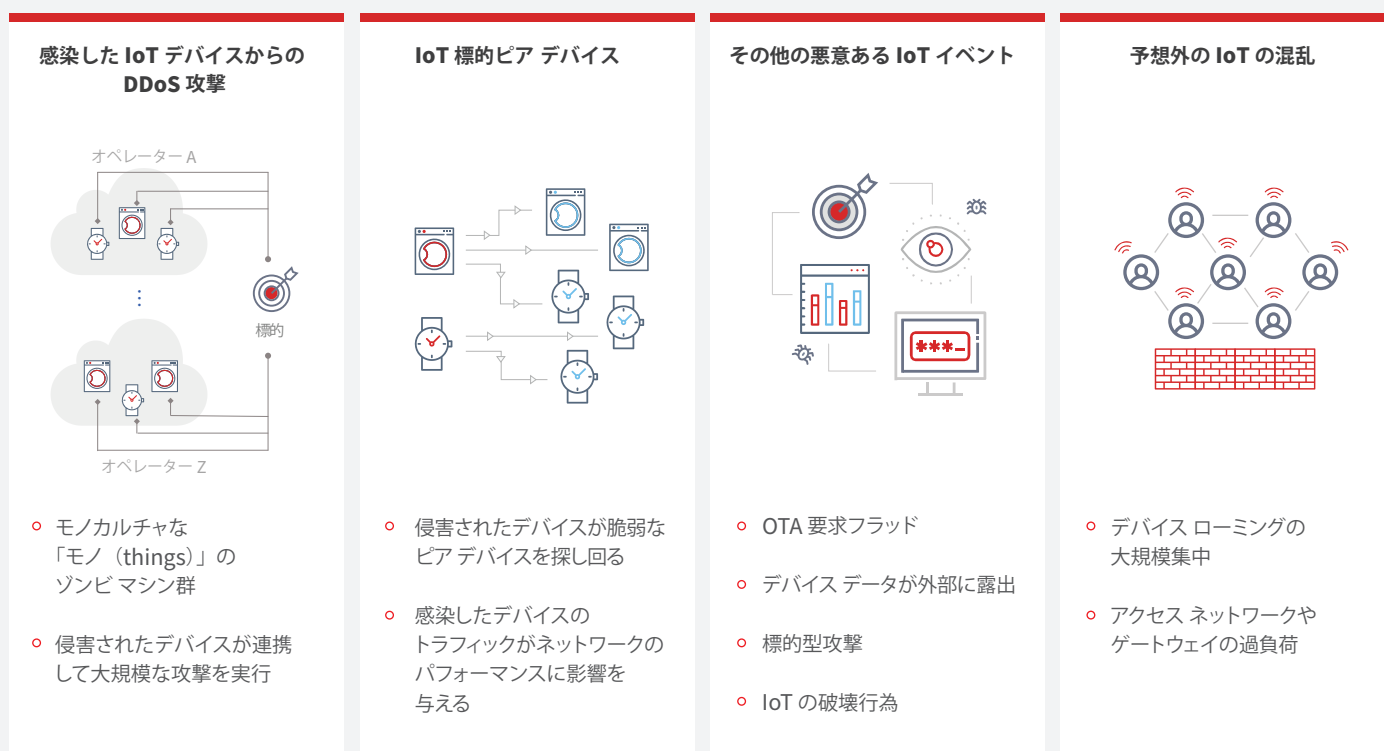 感染した IoT デバイスからの
DDoS 攻撃
オペレーター A
標的
オペレーター Z
モノカルチャな
「モノ（things）」の
ゾンビ マシン群
侵害されたデバイスが連携
して大規模な攻撃を実行
IoT 標的ピア デバイス
侵害されたデバイスが脆弱な
ピア デバイスを探し回る
感染したデバイスの
トラフィックがネットワークの
パフォーマンスに影響を
与える
その他の悪意ある IoT イベント
***_
OTA 要求フラッド
デバイス データが外部に露出
標的型攻撃
IoT の破壊行為
予想外の IoT の混乱
デバイス ローミングの
大規模集中
アクセス ネットワークや
ゲートウェイの過負荷